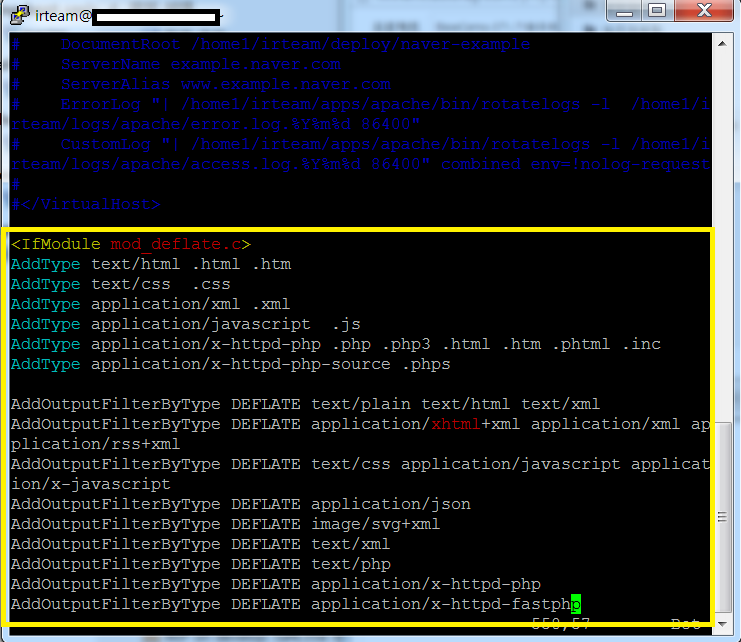 irteam@
#    DocumentRoot /home1/irteam/deploy/naver-example
#    ServerName example.naver.com
#    ServerAlias www.example.naver.com
#    ErrorLog "| /home1/irteam/apps/apache/bin/rotatelogs -l  /home1/i
rteam/logs/apache/error.log.%Y%m%d 86400"
#    CustomLog "| /home1/irteam/apps/apache/bin/rotatelogs -l /home1/i
rteam/logs/apache/access.log.%Y%m%d 86400" combined env=!nolog-request
#
#</VirtualHost>
<IfModule mod_deflate.c>
AddType text/html .html .htm
AddType text/css  .css
AddType application/xml .xml
AddType application/javascript  .js
AddType application/x-httpd-php .php .php3 .html .htm .phtml .inc
AddType application/x-httpd-php-source .phps
AddOutputFilterByType DEFLATE text/plain text/html text/xml
AddOutputFilterByType DEFLATE application/xhtml+xml application/xml ap
plication/rss+xml
AddOutputFilterByType DEFLATE text/css application/javascript applicat
ion/x-javascript
AddOutputFilterByType DEFLATE application/json
AddOutputFilterByType DEFLATE image/svg+xml
AddOutputFilterByType DEFLATE text/xml
AddOutputFilterByType DEFLATE text/php
AddOutputFilterByType DEFLATE application/x-httpd-php
AddOutputFilterByType DEFLATE application/x-httpd-fastphp
Bot